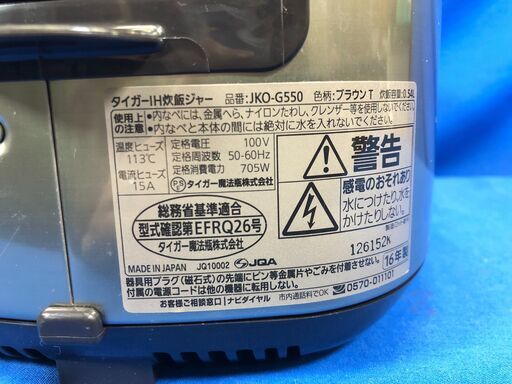 タイガーIH炊飯ジャー 品番:JKO-G550 色柄:ブラウン T 炊飯容量:0.54L
使用上の注意
●内なべには、金属へら、ナイロンたわし、クレンザー等を使用しないでください。
●内なべと本体の間には絶対に水を入れないでください。
温度ヒューズ 113℃
電流ヒューズ 15A
定格電圧 100V
定格周波数 50-60Hz
定格消費電力 705W
PS タイガー魔法瓶株式会社
警告
感電のおそれあり
水につけたり、水をかけたりしない。
総務省基準適合
型式確認第EFRQ26号
タイガー魔法瓶株式会社
126152K
MADE IN JAPAN JQ10002 JQA
16年製
器具用プラグ(磁石式)の先端にピン等金属片やごみを付着させない。
付属の電源コードは他の機器に転用しない。
お客様ご相談窓口 ナビダイヤル 市内通話料でOK 0570-011101